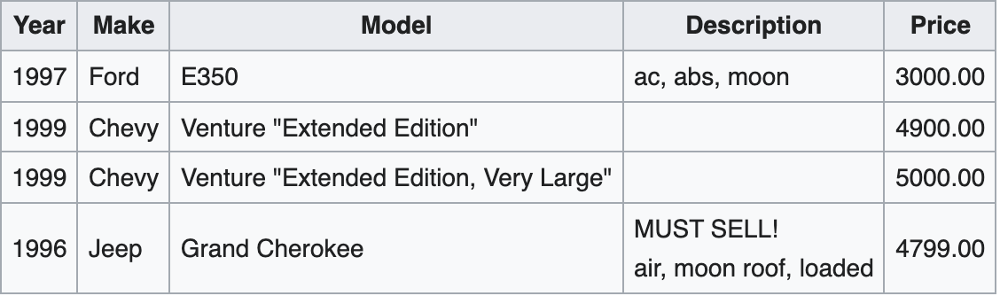 Year Make Model Description Price
1997 Ford E350 ac, abs, moon 3000.00
1999 Chevy Venture "Extended Edition" 4900.00
1999 Chevy Venture "Extended Edition, Very Large" 5000.00
1996 Jeep Grand Cherokee MUST SELL!
air, moon roof, loaded 4799.00